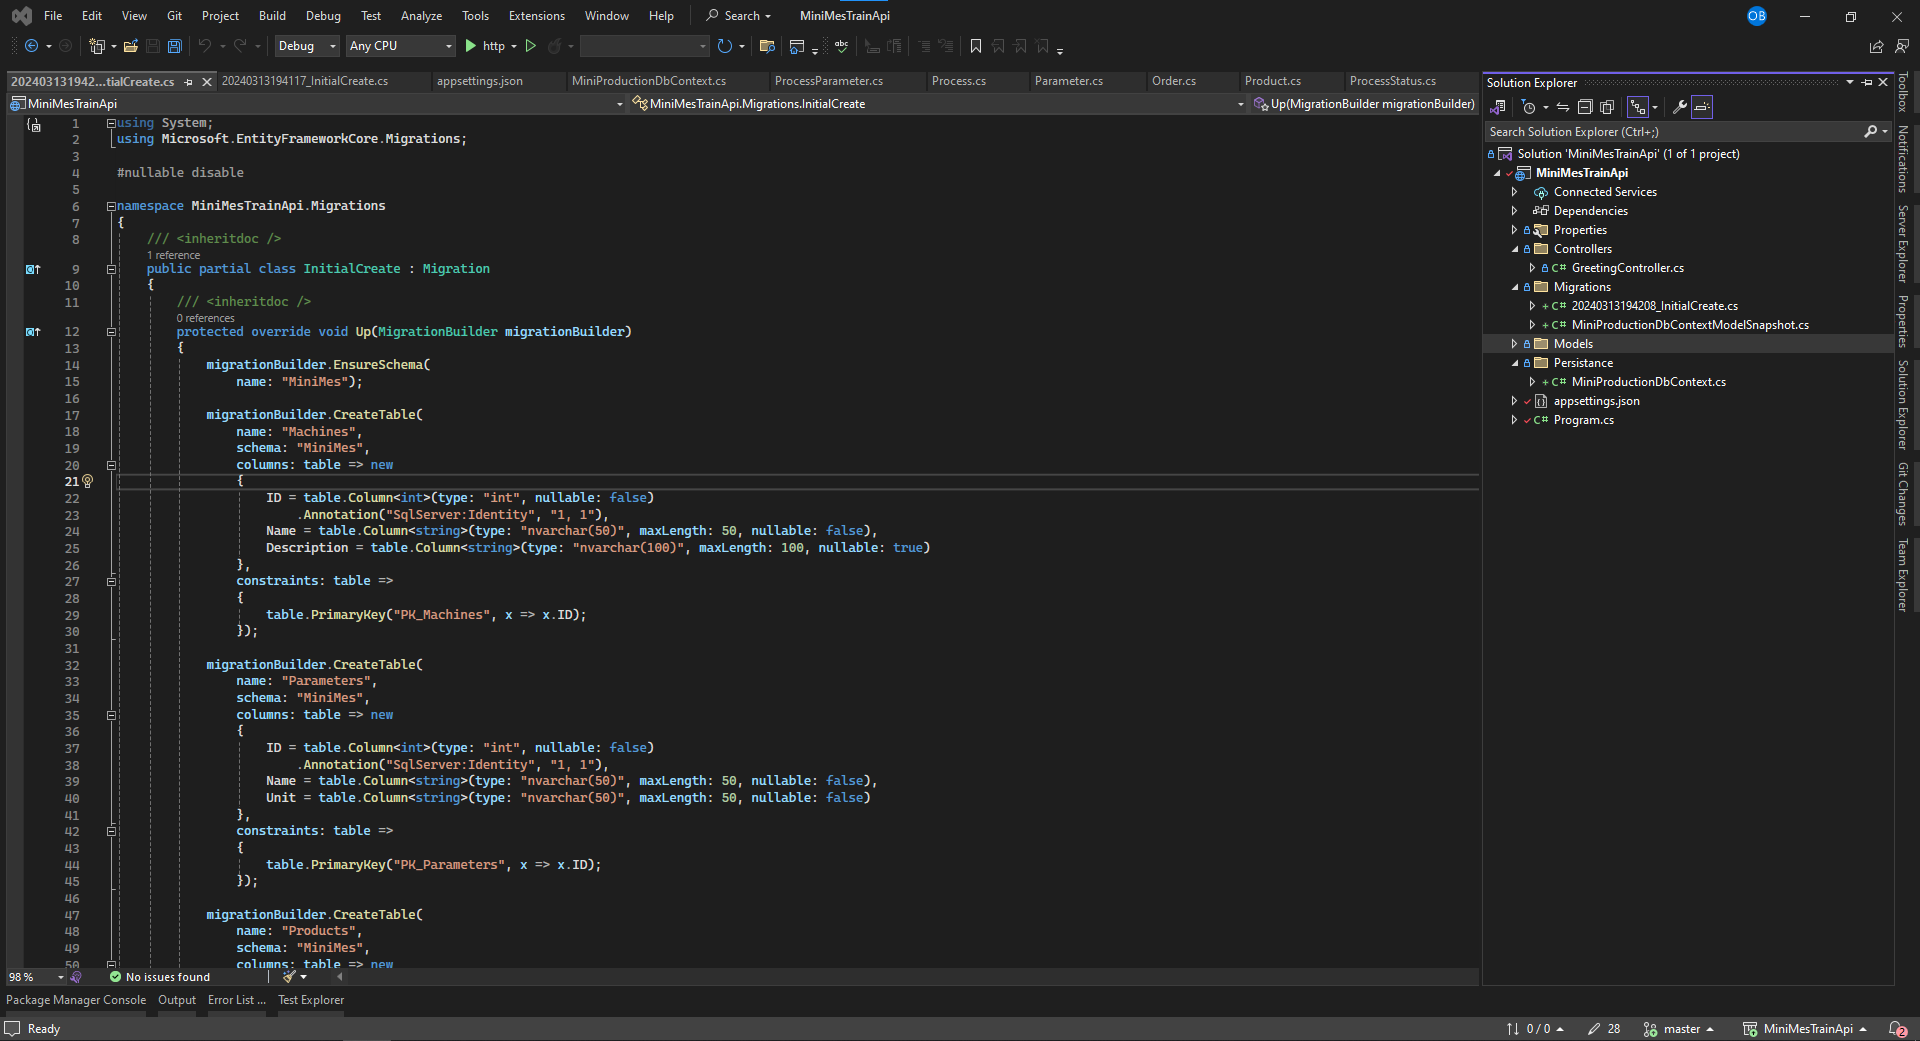 File Edit View Git Project Build Debug Test Analyze Tools Extensions Window Help Search MiniMesTrainApi OB
Debug Any CPU http
202403131942...tialCreate.cs 20240313194117_InitialCreate.cs appsettings.json MiniProductionDbContext.cs ProcessParameter.cs Process.cs Parameter.cs Order.cs Product.cs ProcessStatus.cs
MiniMesTrainApi MiniMesTrainApi.Migrations.InitialCreate Up(MigrationBuilder migrationBuilder)
1 using System;
2 using Microsoft.EntityFrameworkCore.Migrations;
3
4 #nullable disable
5
6 namespace MiniMesTrainApi.Migrations
7 {
8 /// <inheritdoc />
1 reference
9 public partial class InitialCreate : Migration
10 {
11 /// <inheritdoc />
0 references
12 protected override void Up(MigrationBuilder migrationBuilder)
13 {
14 migrationBuilder.EnsureSchema(
15 name: "MiniMes");
16
17 migrationBuilder.CreateTable(
18 name: "Machines",
19 schema: "MiniMes",
20 columns: table => new
21 {
22 ID = table.Column<int>(type: "int", nullable: false)
23 .Annotation("SqlServer:Identity", "1, 1"),
24 Name = table.Column<string>(type: "nvarchar(50)", maxLength: 50, nullable: false),
25 Description = table.Column<string>(type: "nvarchar(100)", maxLength: 100, nullable: true)
26 },
27 constraints: table =>
28 {
29 table.PrimaryKey("PK_Machines", x => x.ID);
30 });
31
32 migrationBuilder.CreateTable(
33 name: "Parameters",
34 schema: "MiniMes",
35 columns: table => new
36 {
37 ID = table.Column<int>(type: "int", nullable: false)
38 .Annotation("SqlServer:Identity", "1, 1"),
39 Name = table.Column<string>(type: "nvarchar(50)", maxLength: 50, nullable: false),
40 Unit = table.Column<string>(type: "nvarchar(50)", maxLength: 50, nullable: false)
41 },
42 constraints: table =>
43 {
44 table.PrimaryKey("PK_Parameters", x => x.ID);
45 });
46
47 migrationBuilder.CreateTable(
48 name: "Products",
49 schema: "MiniMes",
50 columns: table => new
98 % No issues found
Package Manager Console Output Error List ... Test Explorer
Ready 0 / 0 28 master MiniMesTrainApi 2
Solution Explorer
Search Solution Explorer (Ctrl+;)
Solution 'MiniMesTrainApi' (1 of 1 project)
MiniMesTrainApi
Connected Services
Dependencies
Properties
Controllers
C# GreetingController.cs
Migrations
C# 20240313194208_InitialCreate.cs
C# MiniProductionDbContextModelSnapshot.cs
Models
Persistance
C# MiniProductionDbContext.cs
appsettings.json
C# Program.cs
Toolbox
Notifications
Server Explorer
Properties
Solution Explorer
Git Changes
Team Explorer